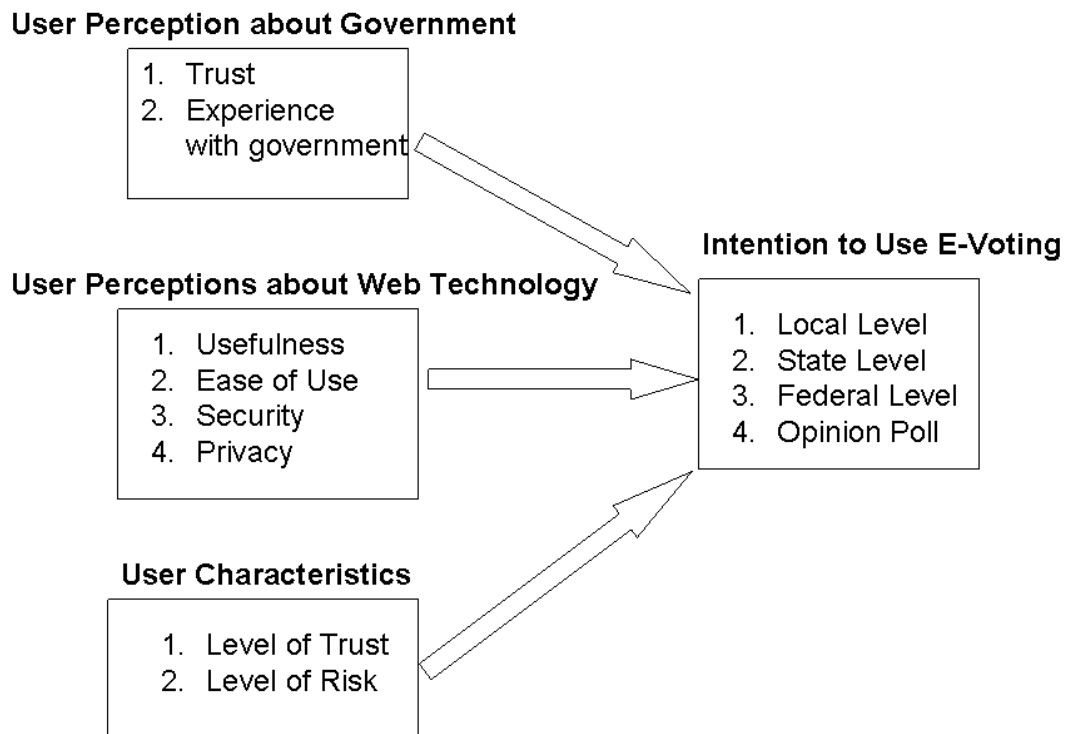 User Perception about Government
1. Trust
2. Experience
with government
User Perceptions about Web Technology
1. Usefulness
2. Ease of Use
3. Security
4. Privacy
User Characteristics
1. Level of Trust
2. Level of Risk
Intention to Use E-Voting
1. Local Level
2. State Level
3. Federal Level
4. Opinion Poll